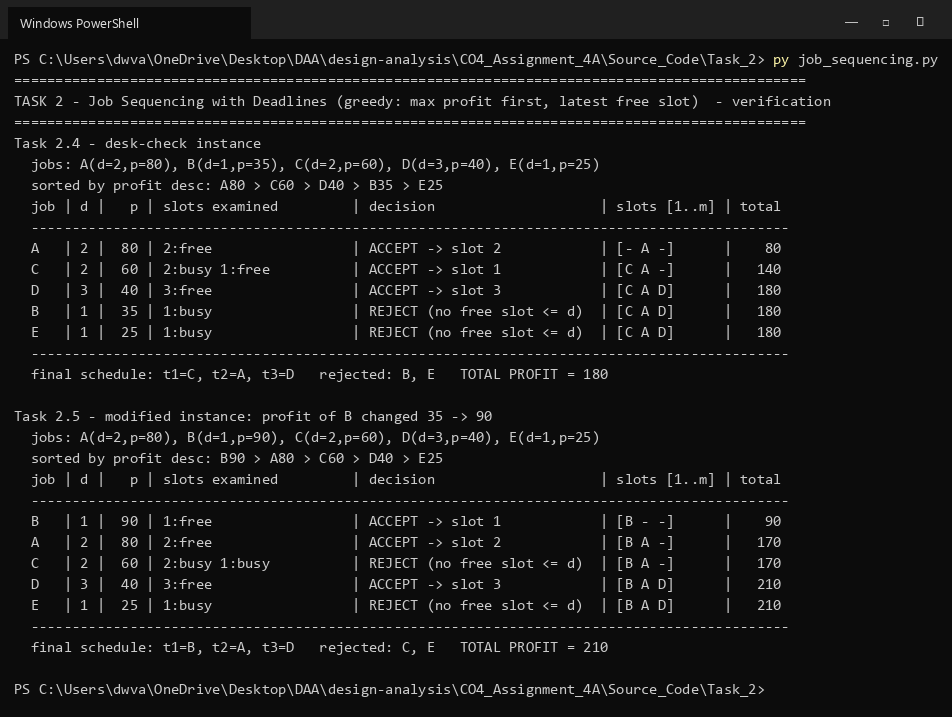 Windows PowerShell
PS C:\Users\dwva\OneDrive\Desktop\DAA\design-analysis\CO4_Assignment_4A\Source_Code\Task_2> py job_sequencing.py
================================================================================================
TASK 2 - Job Sequencing with Deadlines (greedy: max profit first, latest free slot)  - verification
================================================================================================
Task 2.4 - desk-check instance
  jobs: A(d=2,p=80), B(d=1,p=35), C(d=2,p=60), D(d=3,p=40), E(d=1,p=25)
  sorted by profit desc: A80 > C60 > D40 > B35 > E25
  job | d |   p | slots examined         | decision                    | slots [1..m] | total
  --------------------------------------------------------------------------------------------
  A   | 2 |  80 | 2:free                 | ACCEPT -> slot 2            | [- A -]      |    80
  C   | 2 |  60 | 2:busy 1:free          | ACCEPT -> slot 1            | [C A -]      |   140
  D   | 3 |  40 | 3:free                 | ACCEPT -> slot 3            | [C A D]      |   180
  B   | 1 |  35 | 1:busy                 | REJECT (no free slot <= d)  | [C A D]      |   180
  E   | 1 |  25 | 1:busy                 | REJECT (no free slot <= d)  | [C A D]      |   180
  --------------------------------------------------------------------------------------------
  final schedule: t1=C, t2=A, t3=D   rejected: B, E   TOTAL PROFIT = 180

Task 2.5 - modified instance: profit of B changed 35 -> 90
  jobs: A(d=2,p=80), B(d=1,p=90), C(d=2,p=60), D(d=3,p=40), E(d=1,p=25)
  sorted by profit desc: B90 > A80 > C60 > D40 > E25
  job | d |   p | slots examined         | decision                    | slots [1..m] | total
  --------------------------------------------------------------------------------------------
  B   | 1 |  90 | 1:free                 | ACCEPT -> slot 1            | [B - -]      |    90
  A   | 2 |  80 | 2:free                 | ACCEPT -> slot 2            | [B A -]      |   170
  C   | 2 |  60 | 2:busy 1:busy          | REJECT (no free slot <= d)  | [B A -]      |   170
  D   | 3 |  40 | 3:free                 | ACCEPT -> slot 3            | [B A D]      |   210
  E   | 1 |  25 | 1:busy                 | REJECT (no free slot <= d)  | [B A D]      |   210
  --------------------------------------------------------------------------------------------
  final schedule: t1=B, t2=A, t3=D   rejected: C, E   TOTAL PROFIT = 210

PS C:\Users\dwva\OneDrive\Desktop\DAA\design-analysis\CO4_Assignment_4A\Source_Code\Task_2>